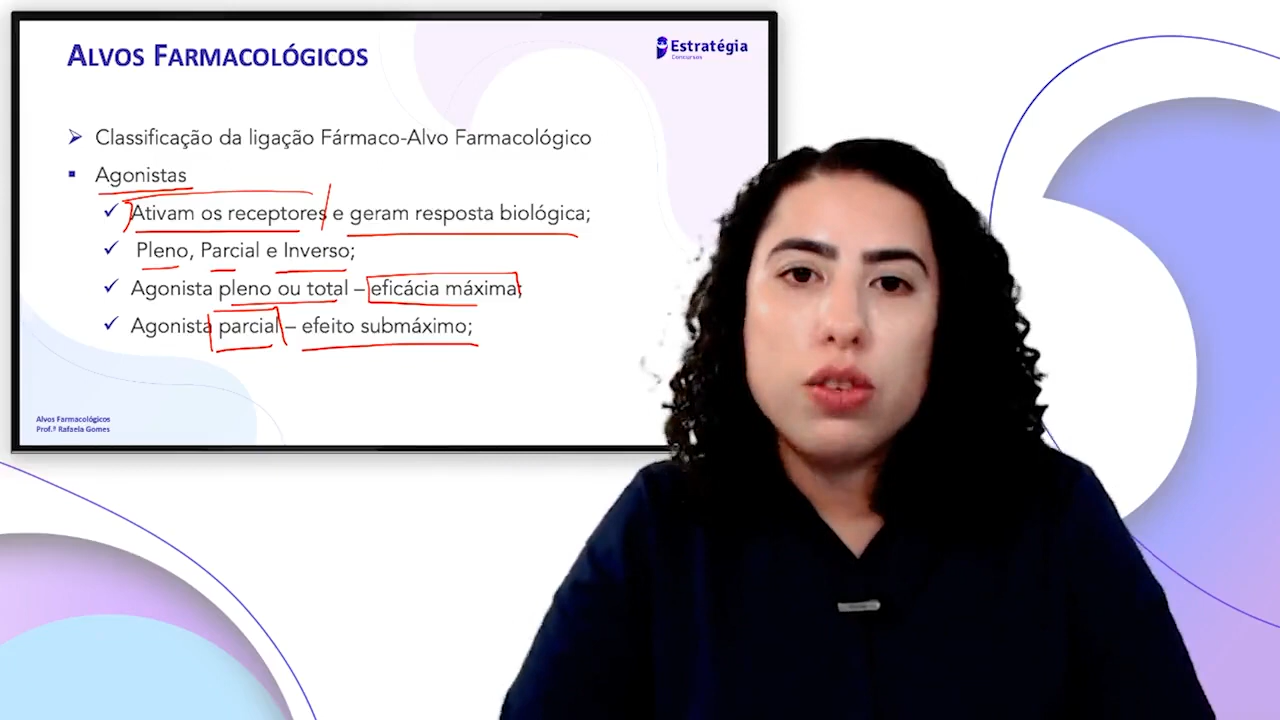 ALVOS FARMACOLÓGICOS
Estratégia
Concursos
Classificação da ligação Fármaco-Alvo Farmacológico
Agonistas
Ativam os receptores e geram resposta biológica;
Pleno, Parcial e Inverso;
Agonista pleno ou total – eficácia máxima;
Agonista parcial – efeito submáximo;
Alvos Farmacológicos
Prof.ª Rafaela Gomes